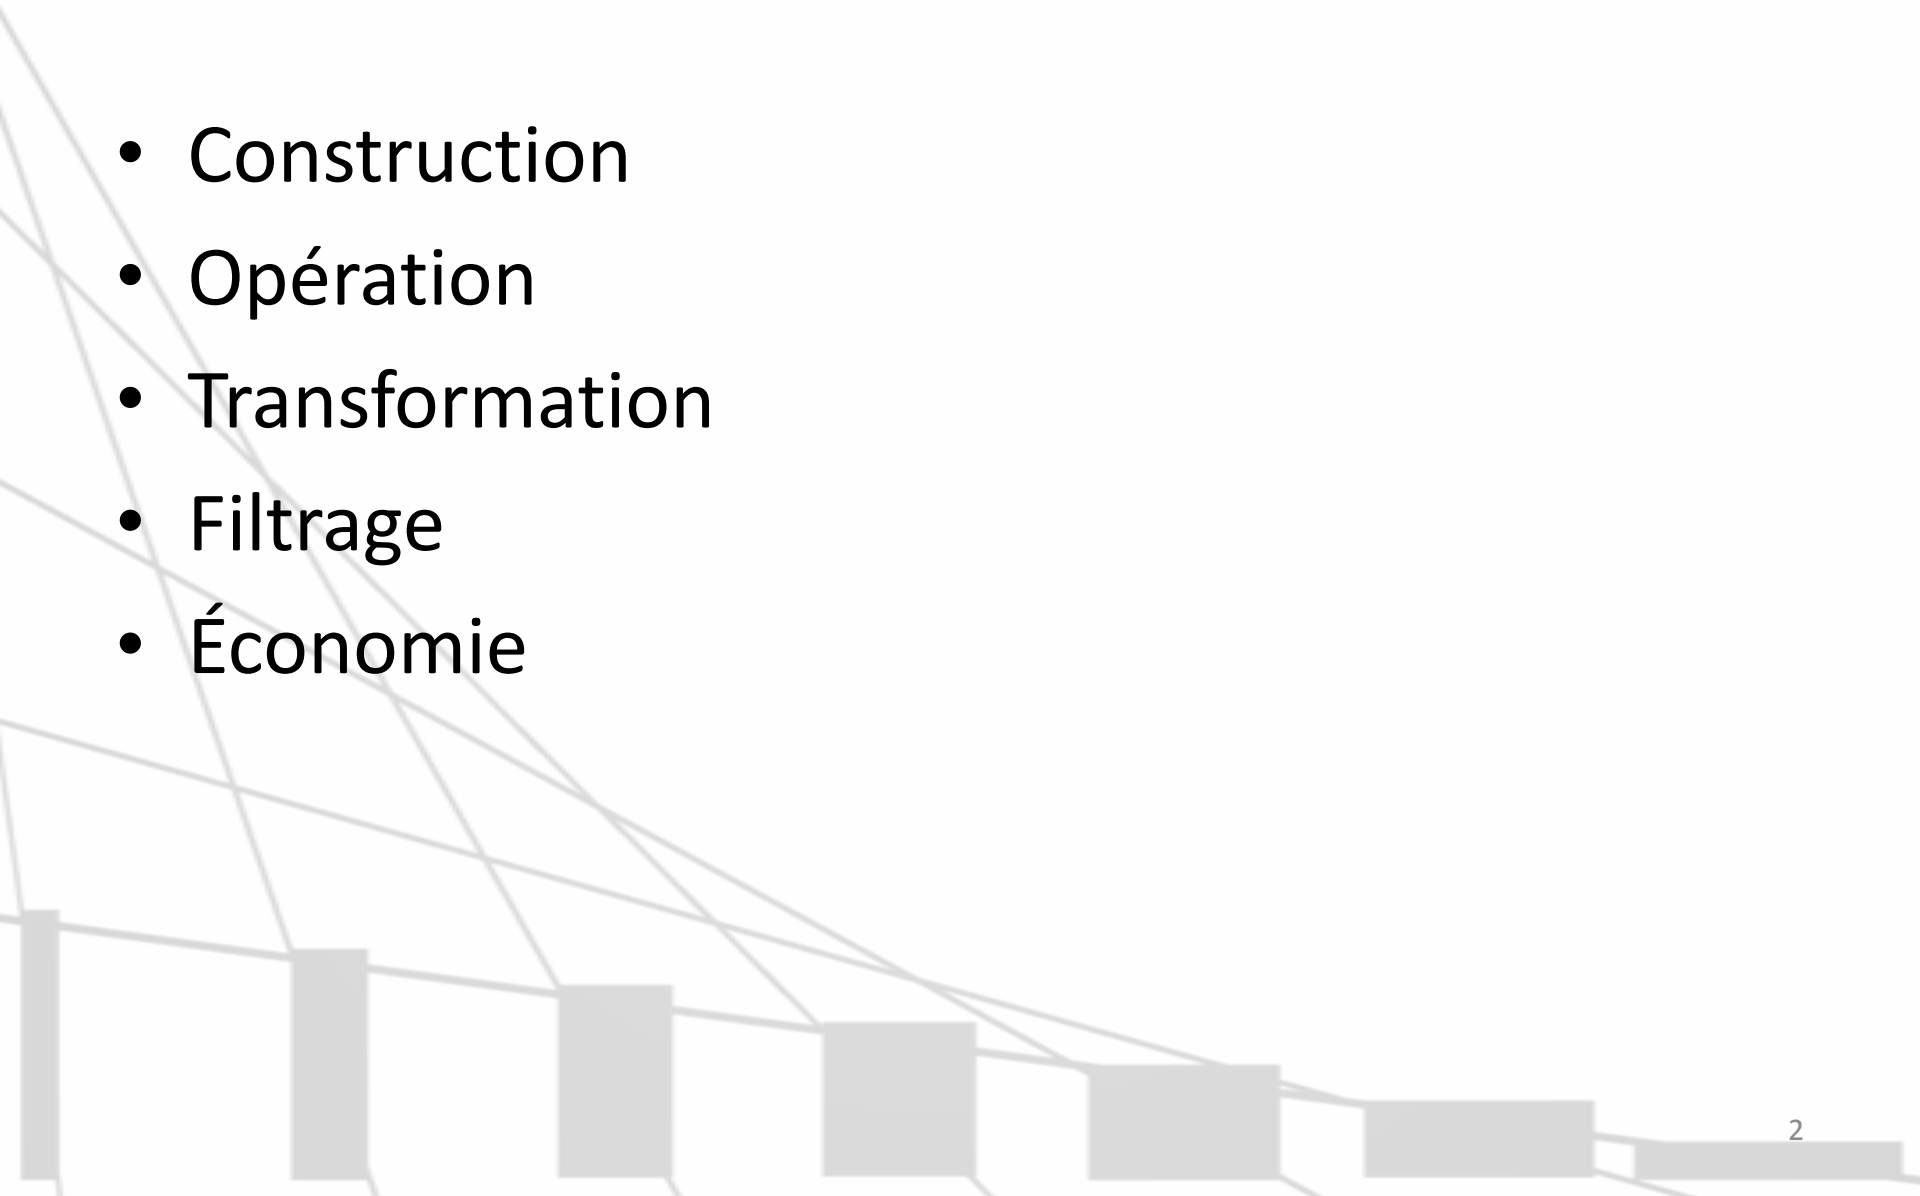 • Construction
• Opération
• Transformation
• Filtrage
• Économie
2